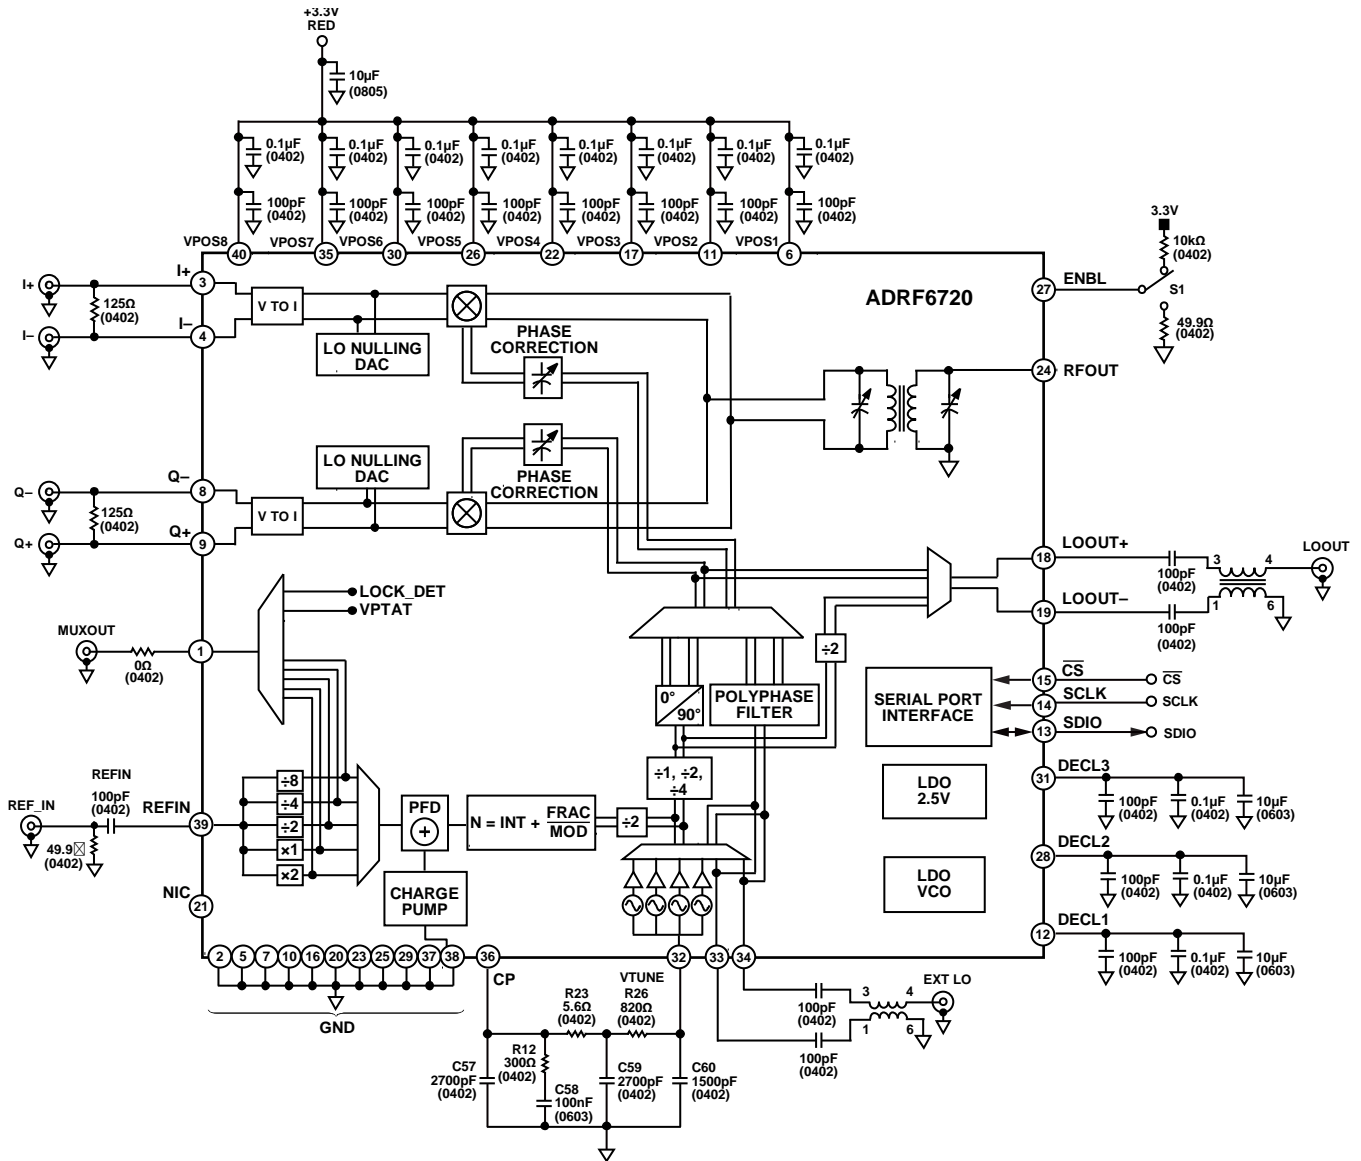 +3.3V
RED
10µF
(0805)
0.1µF
(0402)
0.1µF
(0402)
0.1µF
(0402)
0.1µF
(0402)
0.1µF
(0402)
0.1µF
(0402)
0.1µF
(0402)
0.1µF
(0402)
100pF
(0402)
100pF
(0402)
100pF
(0402)
100pF
(0402)
100pF
(0402)
100pF
(0402)
100pF
(0402)
100pF
(0402)
VPOS8 VPOS7 VPOS6 VPOS5 VPOS4 VPOS3 VPOS2 VPOS1
40 35 30 26 22 17 11 6
3.3V
10kΩ
(0402)
S1
49.9Ω
(0402)
27 ENBL
ADRF6720
24 RFOUT
I+
I+
3
125Ω
(0402)
I–
I–
4
V TO I
LO NULLING
DAC
PHASE
CORRECTION
LO NULLING
DAC
PHASE
CORRECTION
Q–
Q–
8
125Ω
(0402)
Q+
Q+
9
V TO I
LOCK_DET
VPTAT
MUXOUT
0Ω
(0402)
1
18 LOOUT+
100pF
(0402)
3 4
LOOUT
19 LOOUT–
100pF
(0402)
1 6
÷2
0°
90°
POLYPHASE
FILTER
÷1, ÷2,
÷4
SERIAL PORT
INTERFACE
15 CS CS
14 SCLK SCLK
13 SDIO SDIO
LDO
2.5V
LDO
VCO
31 DECL3
100pF
(0402)
0.1µF
(0402)
10µF
(0603)
28 DECL2
100pF
(0402)
0.1µF
(0402)
10µF
(0603)
12 DECL1
100pF
(0402)
0.1µF
(0402)
10µF
(0603)
REF_IN
REFIN
100pF
(0402)
REFIN
39
49.9
(0402)
NIC
21
÷8
÷4
÷2
×1
×2
PFD
+
CHARGE
PUMP
N = INT + FRAC
MOD
÷2
2 5 7 10 16 20 23 25 29 37 38 36 32 33 34
GND
CP
VTUNE
R23
5.6Ω
(0402)
R26
820Ω
(0402)
R12
300Ω
(0402)
C57
2700pF
(0402)
C58
100nF
(0603)
C59
2700pF
(0402)
C60
1500pF
(0402)
100pF
(0402)
3 4
EXT LO
1 6
100pF
(0402)